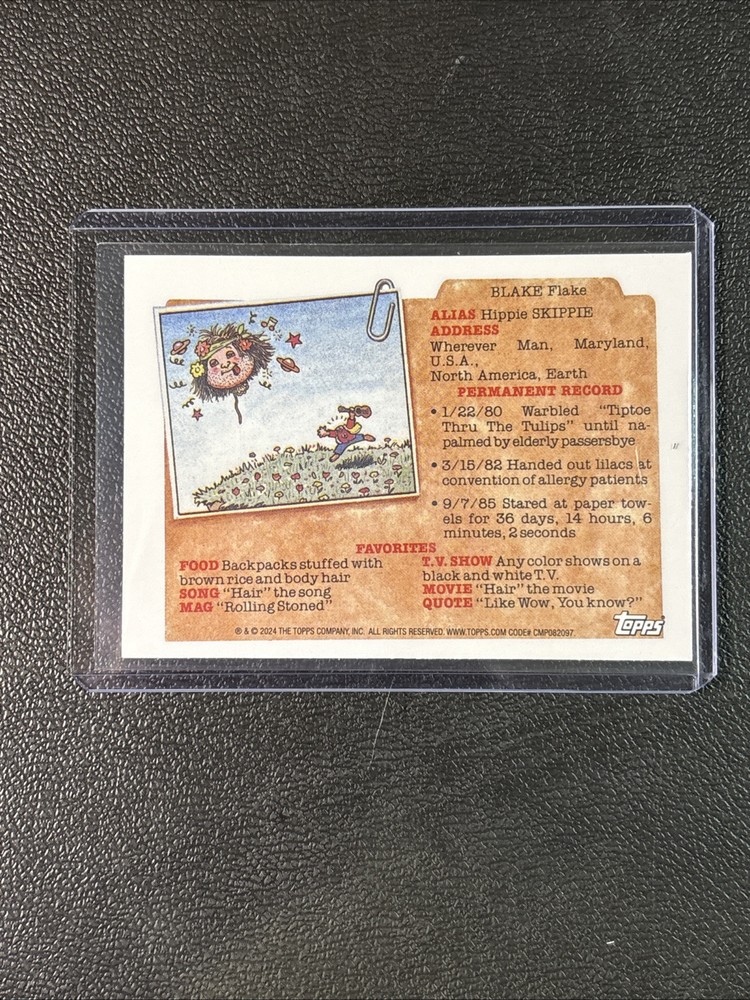 BLAKE Flake
ALIAS Hippie SKIPPIE
ADDRESS
Wherever Man, Maryland,
U.S.A.,
North America, Earth
PERMANENT RECORD
• 1/22/80 Warbled "Tiptoe
Thru The Tulips" until na-
palmed by elderly passersbye
• 3/15/82 Handed out lilacs at
convention of allergy patients
• 9/7/85 Stared at paper tow-
els for 36 days, 14 hours, 6
minutes, 2 seconds
FAVORITES
FOOD Backpacks stuffed with
brown rice and body hair
SONG "Hair" the song
MAG "Rolling Stoned"
T.V. SHOW Any color shows on a
black and white T.V.
MOVIE "Hair" the movie
QUOTE "Like Wow, You know?"
topps
® & © 2024 THE TOPPS COMPANY, INC. ALL RIGHTS RESERVED. WWW.TOPPS.COM CODE# CMP082097.